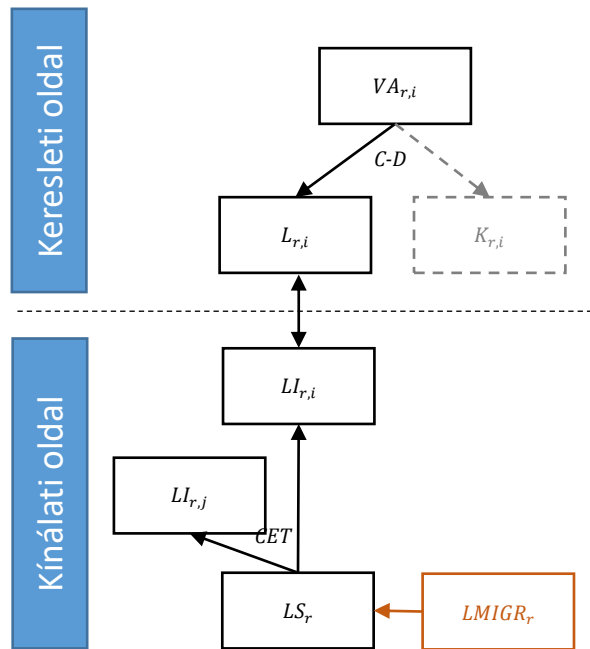 Keresleti oldal
VA_{r,i}
C-D
L_{r,i}
K_{r,i}
Kínálati oldal
LI_{r,i}
LI_{r,j}
CET
LS_r
LMIGR_r